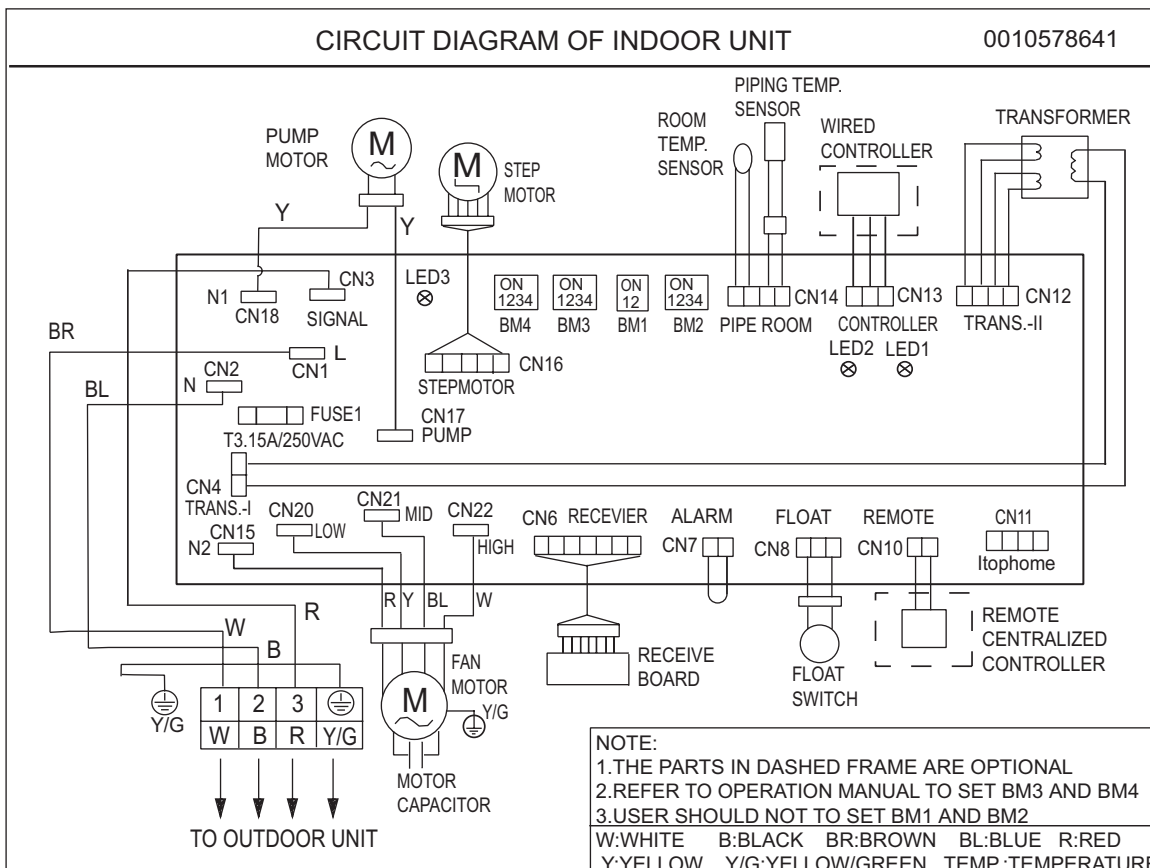 CIRCUIT DIAGRAM OF INDOOR UNIT
0010578641
PUMP
MOTOR
M
M
STEP
MOTOR
ROOM
TEMP.
SENSOR
PIPING TEMP.
SENSOR
WIRED
CONTROLLER
TRANSFORMER
Y
Y
N1
CN18
CN3
SIGNAL
LED3
ON
1234
BM4
ON
1234
BM3
ON
12
BM1
ON
1234
BM2
CN14
PIPE ROOM
CN13
CONTROLLER
LED2
LED1
CN12
TRANS.-II
BR
BL
CN1
L
CN2
N
CN16
STEPMOTOR
FUSE1
T3.15A/250VAC
CN17
PUMP
CN4
TRANS.-I
CN15
N2
CN20
LOW
CN21
MID
CN22
HIGH
CN6
RECEVIER
ALARM
CN7
FLOAT
CN8
REMOTE
CN10
CN11
Itophome
R
Y
BL
W
R
W
B
Y/G
1 2 3
W B R Y/G
TO OUTDOOR UNIT
FAN
MOTOR
M
Y/G
MOTOR
CAPACITOR
RECEIVE
BOARD
FLOAT
SWITCH
REMOTE
CENTRALIZED
CONTROLLER
NOTE:
1.THE PARTS IN DASHED FRAME ARE OPTIONAL
2.REFER TO OPERATION MANUAL TO SET BM3 AND BM4
3.USER SHOULD NOT TO SET BM1 AND BM2
W:WHITE B:BLACK BR:BROWN BL:BLUE R:RED
Y:YELLOW Y/G:YELLOW/GREEN TEMP.:TEMPERATURE